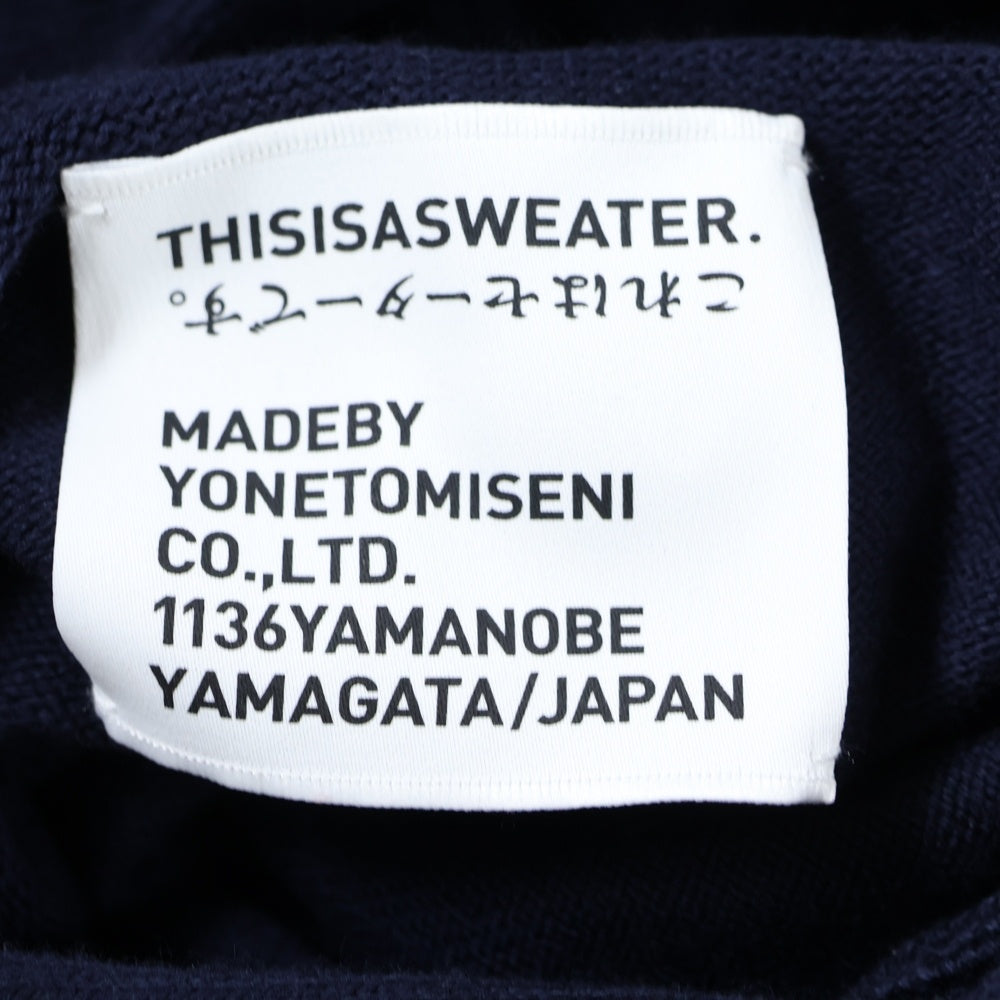 THISISASWEATER.
これはセーターです。
MADEBY
YONETOMISENI
CO.,LTD.
1136YAMANOBE
YAMAGATA/JAPAN